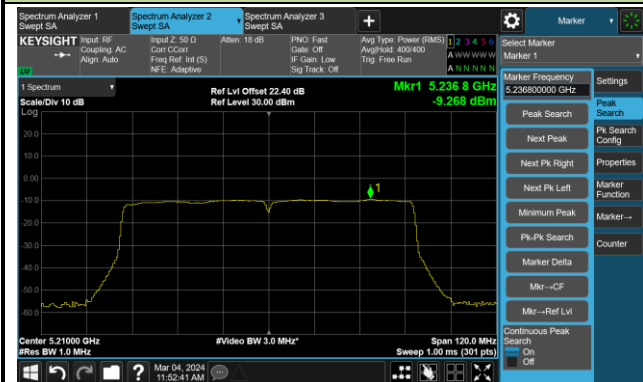 Spectrum Analyzer 1
Swept SA
Spectrum Analyzer 2
Swept SA
Spectrum Analyzer 3
Swept SA
+
Marker
KEYSIGHT
Input: RF
Coupling: AC
Align: Auto
Input Z: 50 Ω
Corr CCorr
Freq Ref: Int (S)
NFE: Adaptive
Atten: 18 dB
PNO: Fast
Gate: Off
IF Gain: Low
Sig Track: Off
Avg Type: Power (RMS)
Avg|Hold: 400/400
Trig: Free Run
1 2 3 4 5 6
A W W W W W
A N N N N N
Select Marker
Marker 1
1 Spectrum
Scale/Div 10 dB
Log
Ref Lvl Offset 22.40 dB
Ref Level 30.00 dBm
Mkr1 5.236 8 GHz
-9.268 dBm
20.0
10.0
0.00
-10.0
-20.0
-30.0
-40.0
-50.0
-60.0
1
Center 5.21000 GHz
#Res BW 1.0 MHz
#Video BW 3.0 MHz*
Span 120.0 MHz
Sweep 1.00 ms (301 pts)
Marker Frequency
5.236800000 GHz
Peak Search
Next Peak
Next Pk Right
Next Pk Left
Minimum Peak
Pk-Pk Search
Marker Delta
Mkr→CF
Mkr→Ref Lvl
Continuous Peak
Search
On
Off
Settings
Peak
Search
Pk Search
Config
Properties
Marker
Function
Marker→
Counter
?
Mar 04, 2024
11:52:41 AM